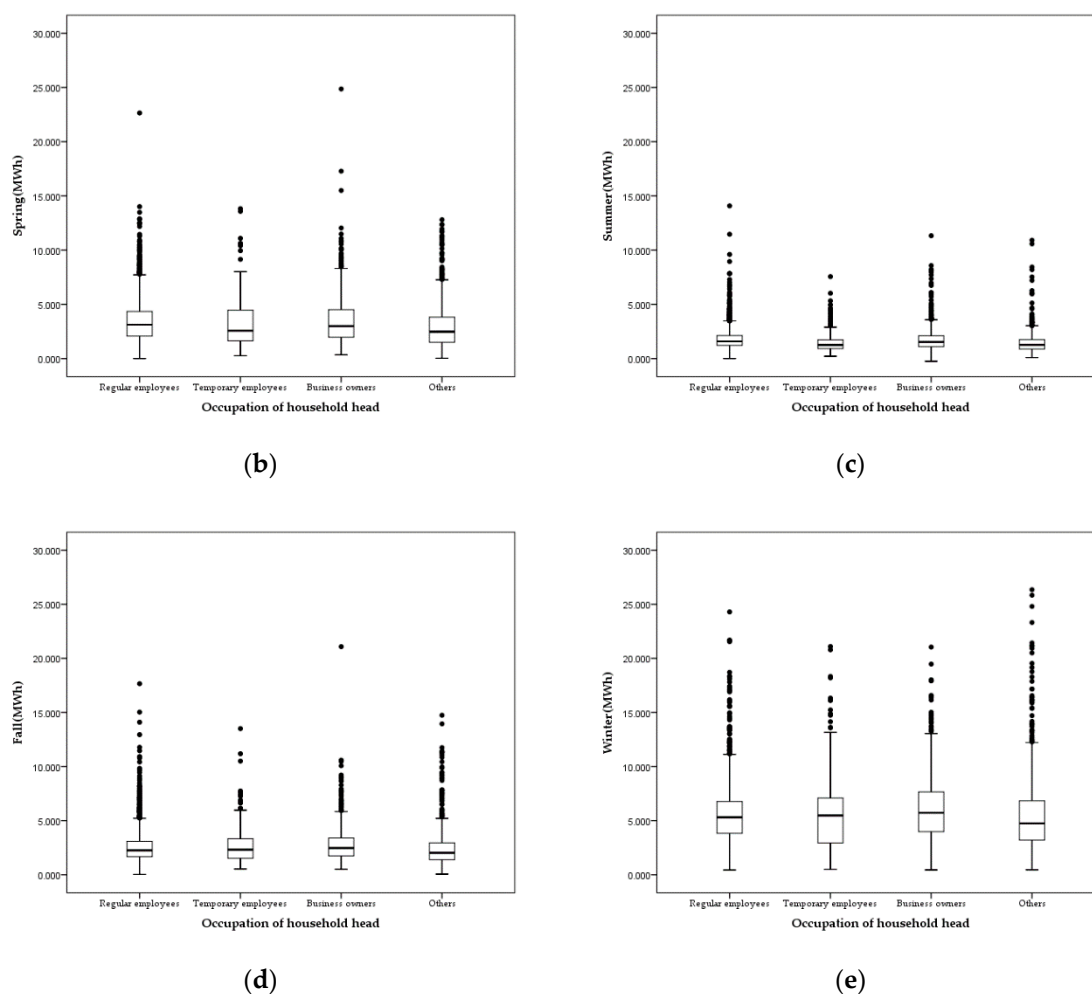 30.000
25.000
20.000
15.000
10.000
5.000
0.000
Spring(MWh)
Regular employees Temporary employees Business owners Others
Occupation of household head
(b)
30.000
25.000
20.000
15.000
10.000
5.000
0.000
Summer(MWh)
Regular employees Temporary employees Business owners Others
Occupation of household head
(c)
30.000
25.000
20.000
15.000
10.000
5.000
0.000
Fall(MWh)
Regular employees Temporary employees Business owners Others
Occupation of household head
(d)
30.000
25.000
20.000
15.000
10.000
5.000
0.000
Winter(MWh)
Regular employees Temporary employees Business owners Others
Occupation of household head
(e)